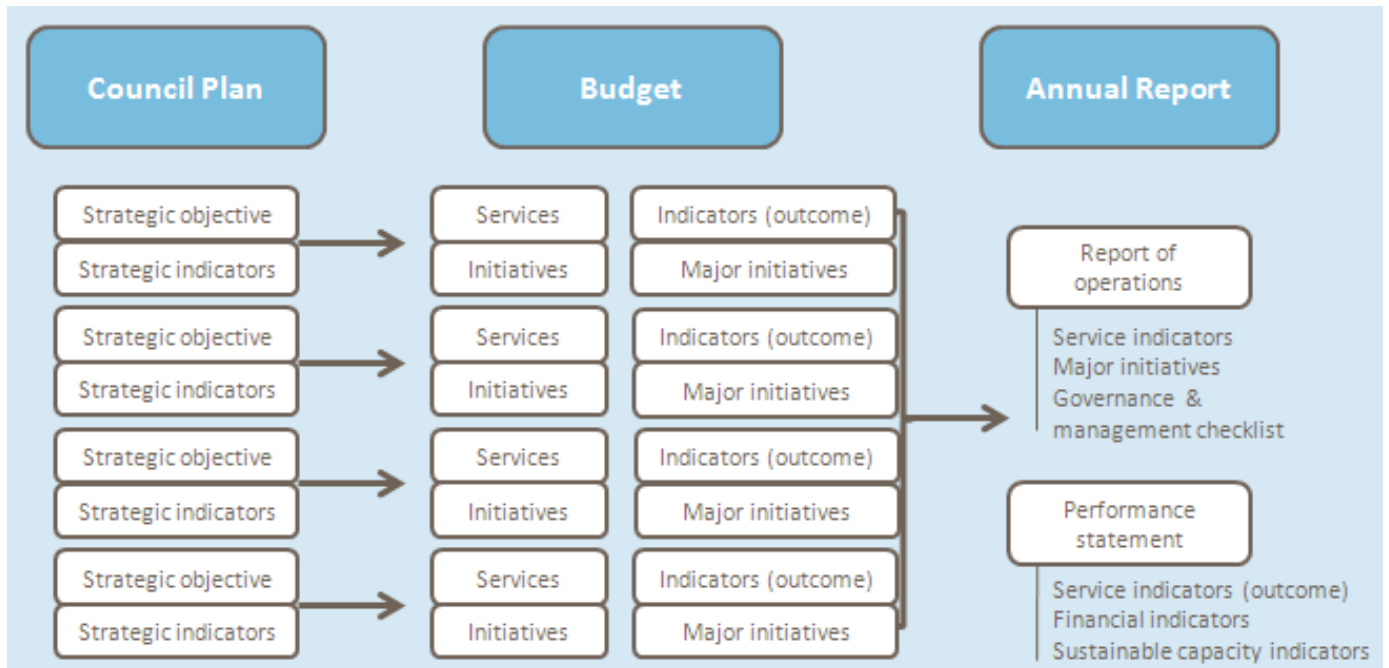 Council Plan
Budget
Annual Report
Strategic objective
Strategic indicators
Services
Initiatives
Indicators (outcome)
Major initiatives
Strategic objective
Strategic indicators
Services
Initiatives
Indicators (outcome)
Major initiatives
Strategic objective
Strategic indicators
Services
Initiatives
Indicators (outcome)
Major initiatives
Strategic objective
Strategic indicators
Services
Initiatives
Indicators (outcome)
Major initiatives
Report of
operations
Service indicators
Major initiatives
Governance &
management checklist
Performance
statement
Service indicators (outcome)
Financial indicators
Sustainable capacity indicators